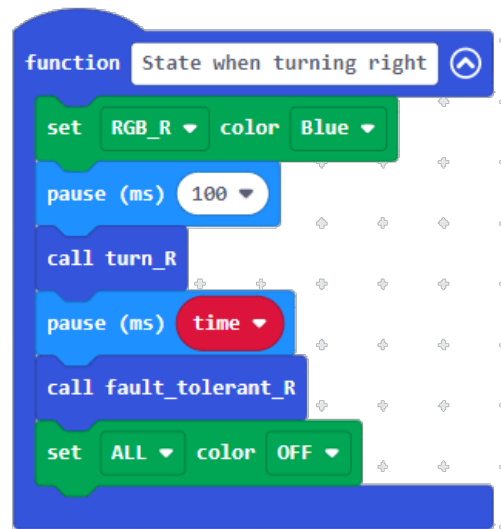 function State when turning right
set RGB_R color Blue
pause (ms) 100
call turn_R
pause (ms) time
call fault_tolerant_R
set ALL color OFF